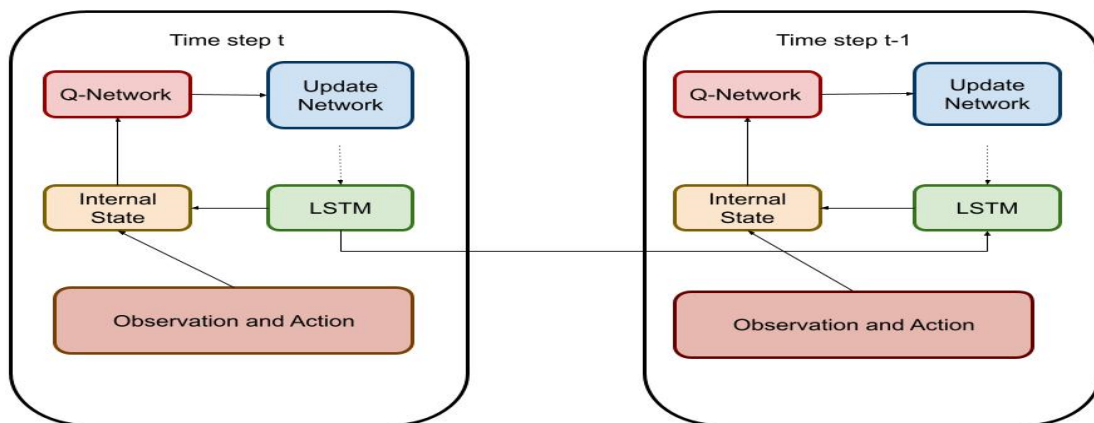 Time step t
Q-Network
Update
Network
Internal
State
LSTM
Observation and Action
Time step t-1
Q-Network
Update
Network
Internal
State
LSTM
Observation and Action